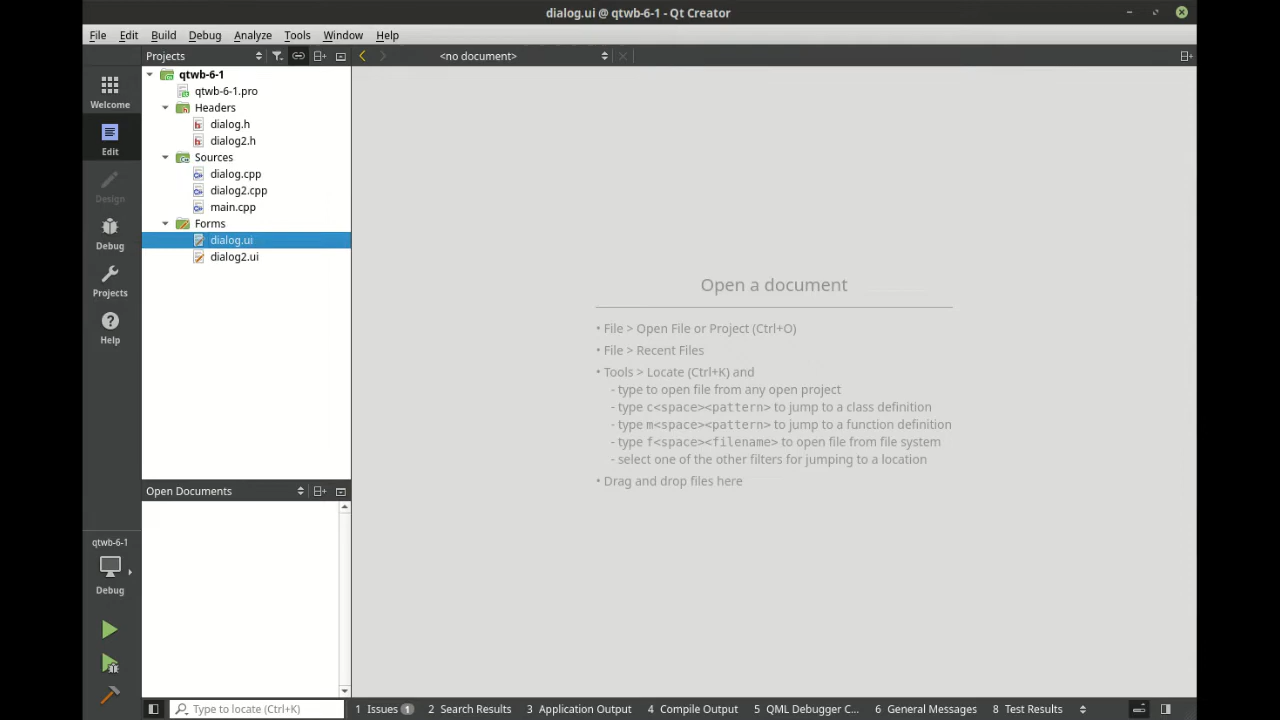 dialog.ui @ qtwb-6-1 - Qt Creator
File Edit Build Debug Analyze Tools Window Help
Projects
<no document>
Welcome
Edit
Design
Debug
Projects
Help
qtwb-6-1
qtwb-6-1.pro
Headers
dialog.h
dialog2.h
Sources
dialog.cpp
dialog2.cpp
main.cpp
Forms
dialog.ui
dialog2.ui
Open a document
• File > Open File or Project (Ctrl+O)
• File > Recent Files
• Tools > Locate (Ctrl+K) and
- type to open file from any open project
- type c<space><pattern> to jump to a class definition
- type m<space><pattern> to jump to a function definition
- type f<space><filename> to open file from file system
- select one of the other filters for jumping to a location
• Drag and drop files here
Open Documents
qtwb-6-1
Debug
Type to locate (Ctrl+K)
1 Issues 1 2 Search Results 3 Application Output 4 Compile Output 5 QML Debugger C... 6 General Messages 8 Test Results